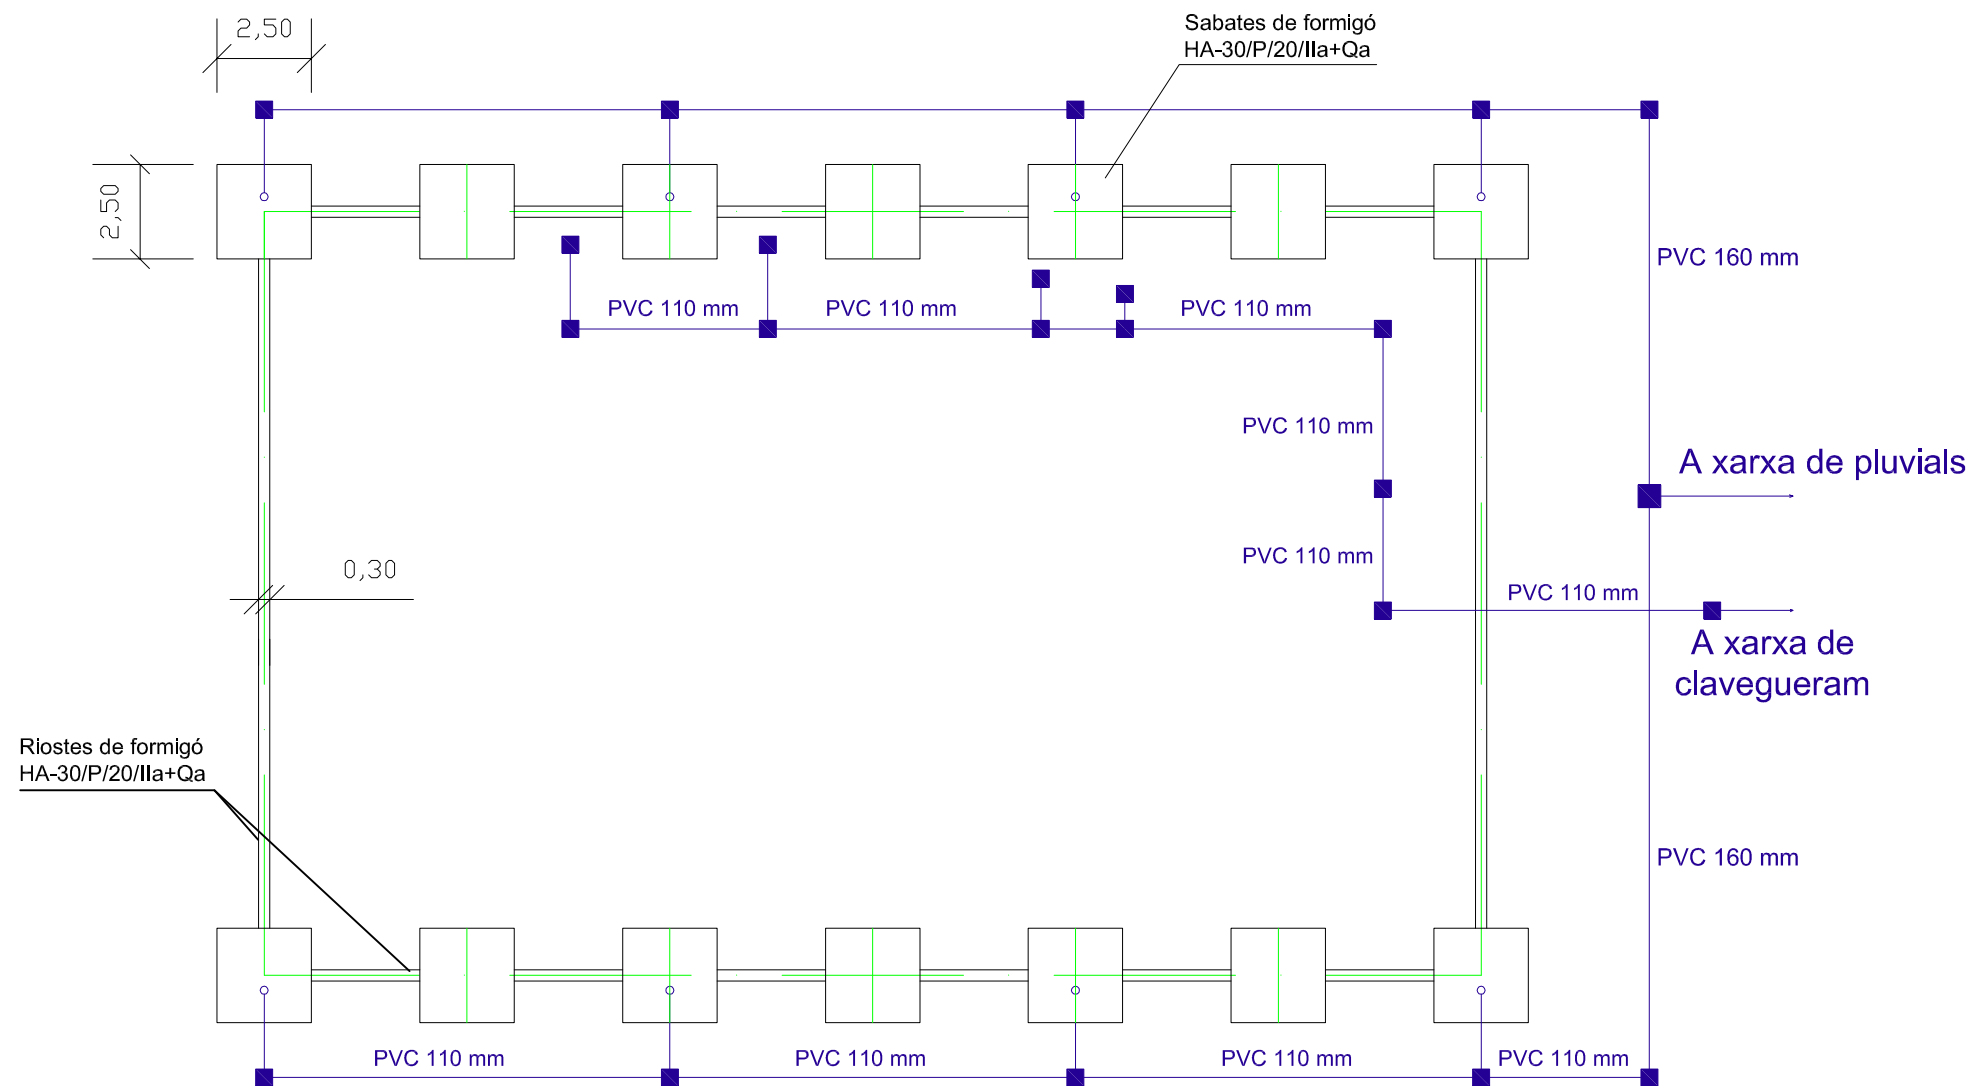 2,50
Sabates de formigó
HA-30/P/20/IIa+Qa
2,50
PVC 160 mm
PVC 110 mm
PVC 110 mm
PVC 110 mm
PVC 110 mm
A xarxa de pluvials
PVC 110 mm
0,30
PVC 110 mm
A xarxa de
clavegueram
Riostes de formigó
HA-30/P/20/IIa+Qa
PVC 160 mm
PVC 110 mm
PVC 110 mm
PVC 110 mm
PVC 110 mm